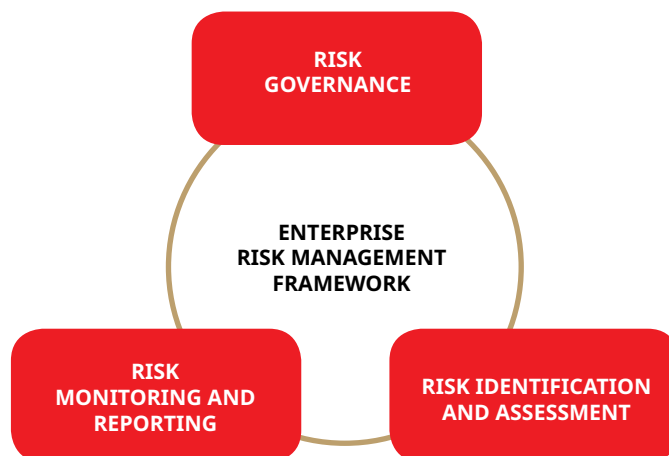 RISK
GOVERNANCE
ENTERPRISE
RISK MANAGEMENT
FRAMEWORK
RISK
MONITORING AND
REPORTING
RISK IDENTIFICATION
AND ASSESSMENT